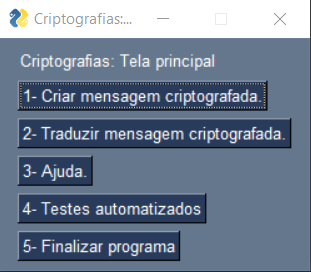 Criptografias:...
Criptografias: Tela principal
1- Criar mensagem criptografada.
2- Traduzir mensagem criptografada.
3- Ajuda.
4- Testes automatizados
5- Finalizar programa